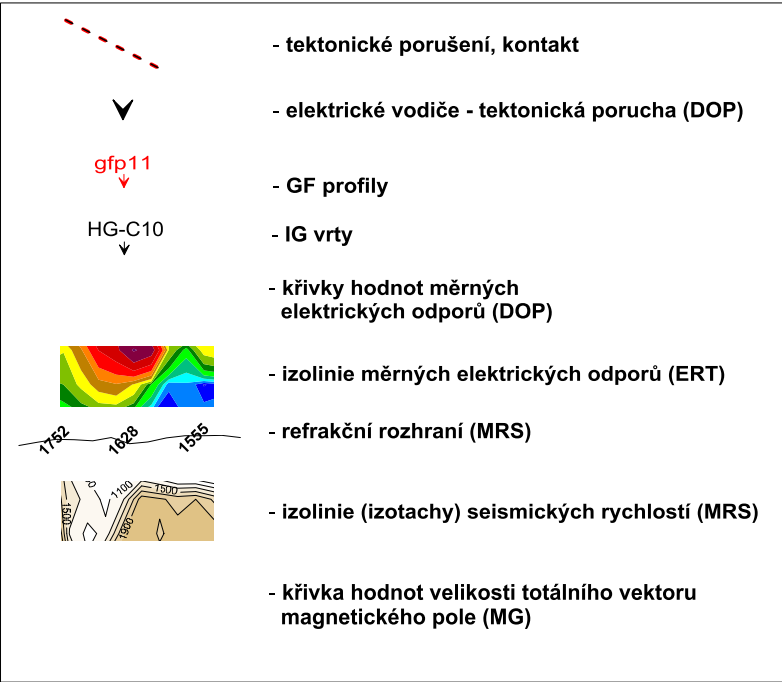 - tektonické porušení, kontakt
- elektrické vodiče - tektonická porucha (DOP)
gfp11
- GF profily
HG-C10
- IG vrty
- křivky hodnot měrných
elektrických odporů (DOP)
- izolinie měrných elektrických odporů (ERT)
1752 1628 1555
- refrakční rozhraní (MRS)
1100 1500
1500 1900
- izolinie (izotachy) seismických rychlostí (MRS)
- křivka hodnot velikosti totálního vektoru
magnetického pole (MG)